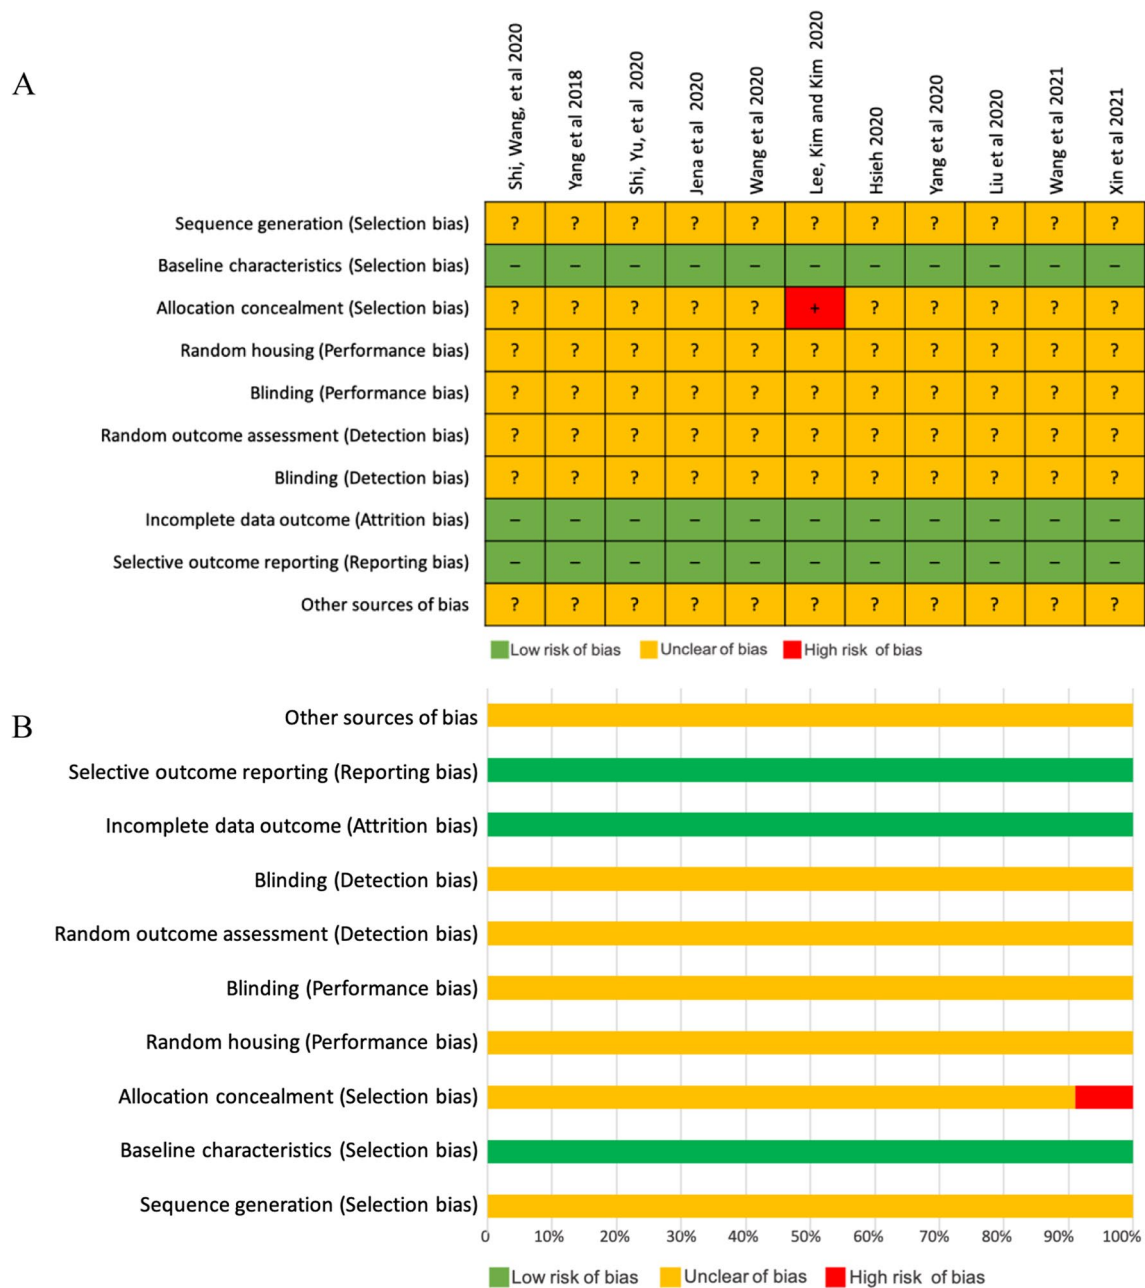 A
Shi, Wang, et al 2020
Yang et al 2018
Shi, Yu, et al 2020
Jena et al 2020
Wang et al 2020
Lee, Kim and Kim 2020
Hsieh 2020
Yang et al 2020
Liu et al 2020
Wang et al 2021
Xin et al 2021
Sequence generation (Selection bias) ? ? ? ? ? ? ? ? ? ? ?
Baseline characteristics (Selection bias) – – – – – – – – – – –
Allocation concealment (Selection bias) ? ? ? ? ? + ? ? ? ? ?
Random housing (Performance bias) ? ? ? ? ? ? ? ? ? ? ?
Blinding (Performance bias) ? ? ? ? ? ? ? ? ? ? ?
Random outcome assessment (Detection bias) ? ? ? ? ? ? ? ? ? ? ?
Blinding (Detection bias) ? ? ? ? ? ? ? ? ? ? ?
Incomplete data outcome (Attrition bias) – – – – – – – – – – –
Selective outcome reporting (Reporting bias) – – – – – – – – – – –
Other sources of bias ? ? ? ? ? ? ? ? ? ? ?
Low risk of bias Unclear of bias High risk of bias
B
Other sources of bias
Selective outcome reporting (Reporting bias)
Incomplete data outcome (Attrition bias)
Blinding (Detection bias)
Random outcome assessment (Detection bias)
Blinding (Performance bias)
Random housing (Performance bias)
Allocation concealment (Selection bias)
Baseline characteristics (Selection bias)
Sequence generation (Selection bias)
0 10% 20% 30% 40% 50% 60% 70% 80% 90% 100%
Low risk of bias Unclear of bias High risk of bias